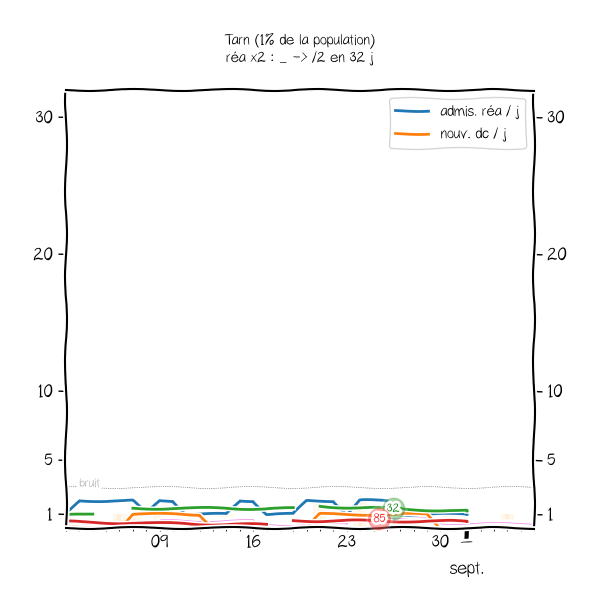 Tarn (1% de la population)
réa x2 : _ -> /2 en 32 j
admis. réa / j
nouv. dc / j
30
30
20
20
10
10
5
5
bruit
32
85
1
1
09
16
23
30
sept.